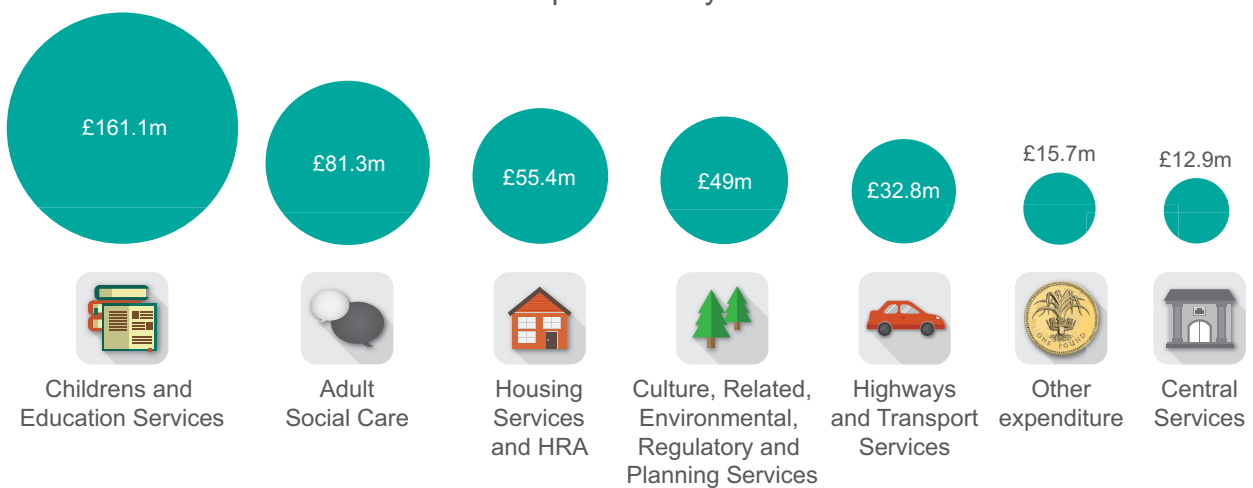 £161.1m
£81.3m
£55.4m
£49m
£32.8m
£15.7m
£12.9m
Childrens and
Education Services
Adult
Social Care
Housing
Services
and HRA
Culture, Related,
Environmental,
Regulatory and
Planning Services
Highways
and Transport
Services
Other
expenditure
Central
Services
ONE POUND